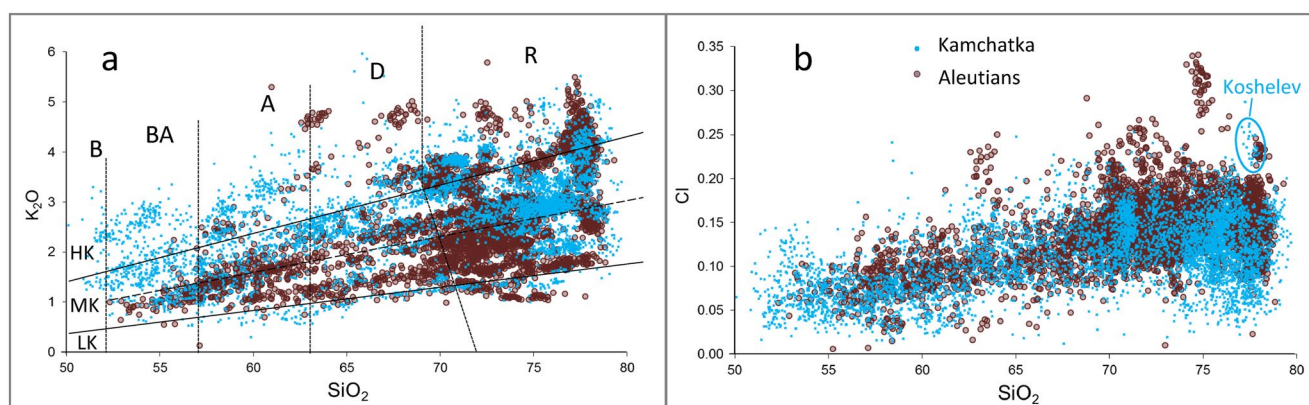 a
K₂O
6
5
4
3
2
1
0
B
BA
A
D
R
HK
MK
LK
50
55
60
65
70
75
80
SiO₂
b
Cl
0.35
0.30
0.25
0.20
0.15
0.10
0.05
0.00
Kamchatka
Aleutians
Koshelev
50
55
60
65
70
75
80
SiO₂